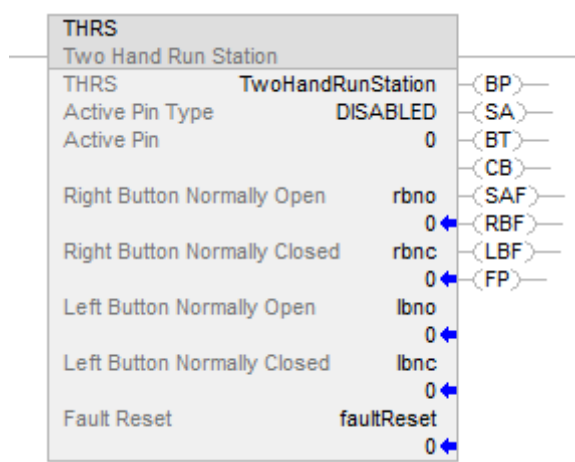 THRS
Two Hand Run Station
THRS TwoHandRunStation (BP)
Active Pin Type DISABLED (SA)
Active Pin 0 (BT)
(CB)
Right Button Normally Open rbno (SAF)
0 (RBF)
Right Button Normally Closed rbnc (LBF)
0 (FP)
Left Button Normally Open lbno
0
Left Button Normally Closed lbnc
0
Fault Reset faultReset
0